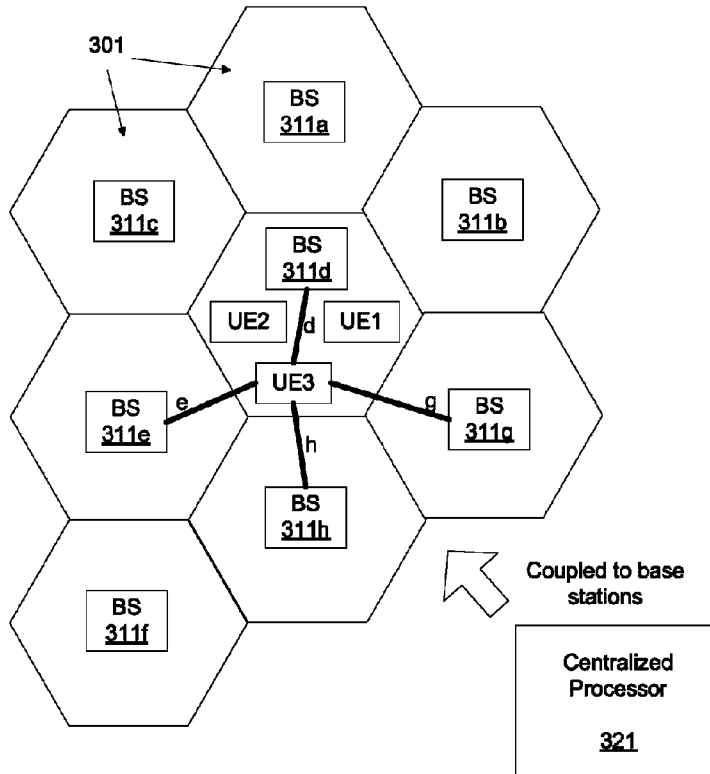 301
BS
311a
BS
311c
BS
311b
BS
311d
UE2
d
UE1
UE3
e
g
BS
311e
BS
311g
h
BS
311h
BS
311f
Coupled to base
stations
Centralized
Processor
321